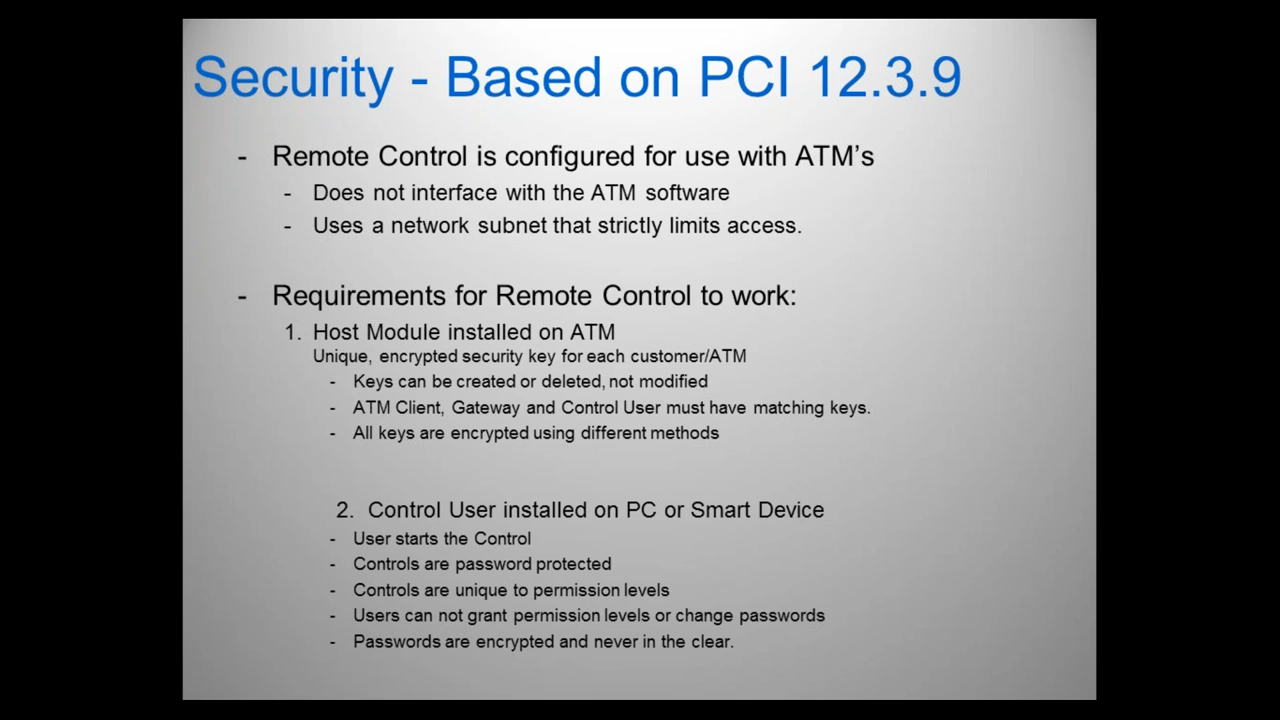 Security - Based on PCI 12.3.9
- Remote Control is configured for use with ATM's
- Does not interface with the ATM software
- Uses a network subnet that strictly limits access.
- Requirements for Remote Control to work:
1. Host Module installed on ATM
Unique, encrypted security key for each customer/ATM
- Keys can be created or deleted, not modified
- ATM Client, Gateway and Control User must have matching keys.
- All keys are encrypted using different methods
2. Control User installed on PC or Smart Device
- User starts the Control
- Controls are password protected
- Controls are unique to permission levels
- Users can not grant permission levels or change passwords
- Passwords are encrypted and never in the clear.